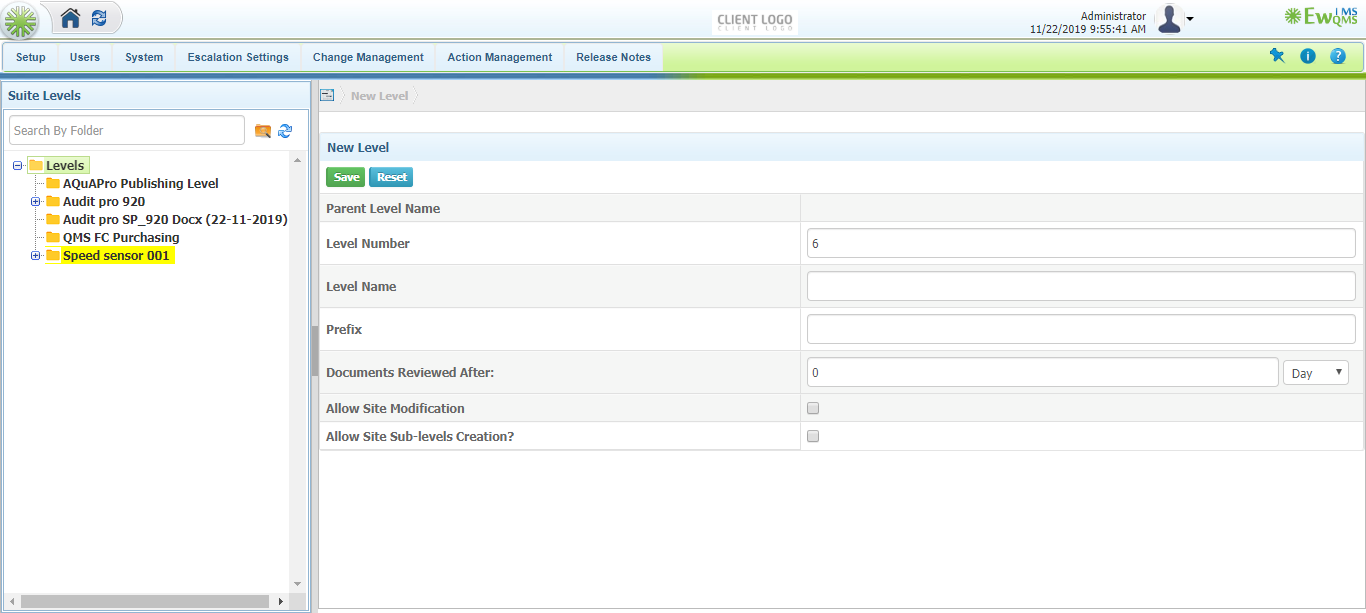 CLIENT LOGO
CLIENT LOGO
Administrator
11/22/2019 9:55:41 AM
EwQMS
iMS
Setup Users System Escalation Settings Change Management Action Management Release Notes
Suite Levels
New Level
Search By Folder
Levels
AQuAPro Publishing Level
Audit pro 920
Audit pro SP_920 Docx (22-11-2019)
QMS FC Purchasing
Speed sensor 001
New Level
Save Reset
Parent Level Name
Level Number 6
Level Name
Prefix
Documents Reviewed After: 0 Day
Allow Site Modification
Allow Site Sub-levels Creation?